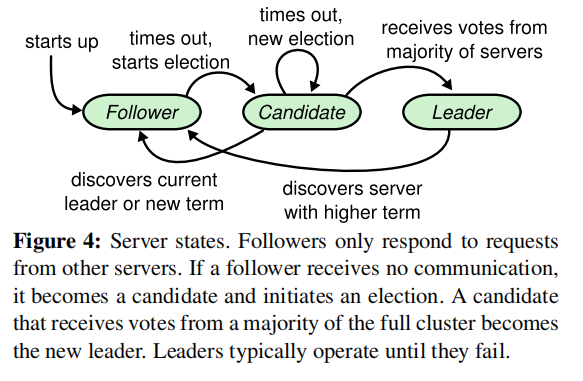 starts up
times out,
starts election
times out,
new election
receives votes from
majority of servers
Follower
Candidate
Leader
discovers current
leader or new term
discovers server
with higher term
Figure 4: Server states. Followers only respond to requests
from other servers. If a follower receives no communication,
it becomes a candidate and initiates an election. A candidate
that receives votes from a majority of the full cluster becomes
the new leader. Leaders typically operate until they fail.